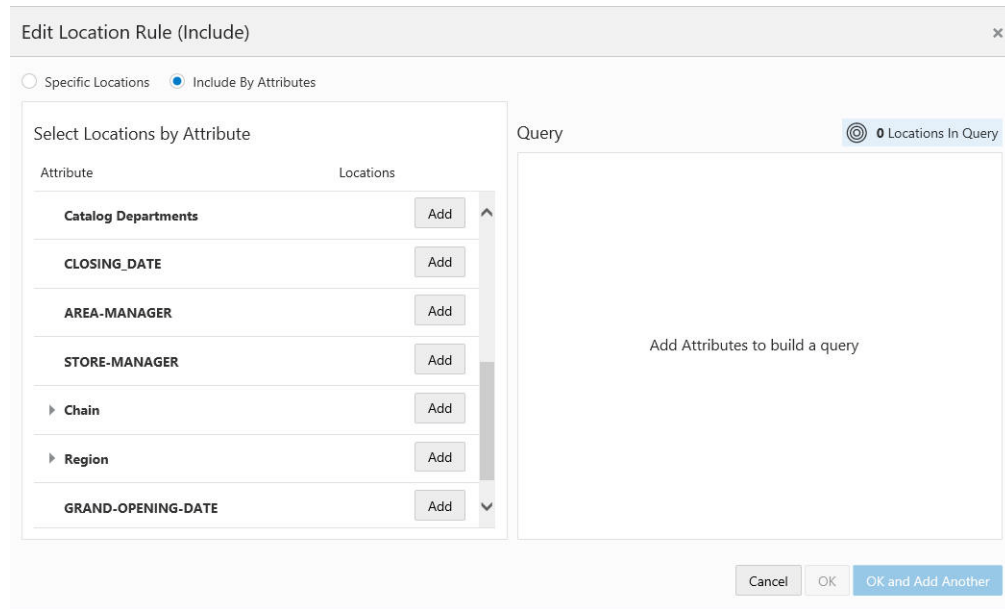 Edit Location Rule (Include)
×
Specific Locations Include By Attributes
Select Locations by Attribute
Attribute Locations
Catalog Departments Add
CLOSING_DATE Add
AREA-MANAGER Add
STORE-MANAGER Add
Chain Add
Region Add
GRAND-OPENING-DATE Add
Query
0 Locations In Query
Add Attributes to build a query
Cancel OK OK and Add Another